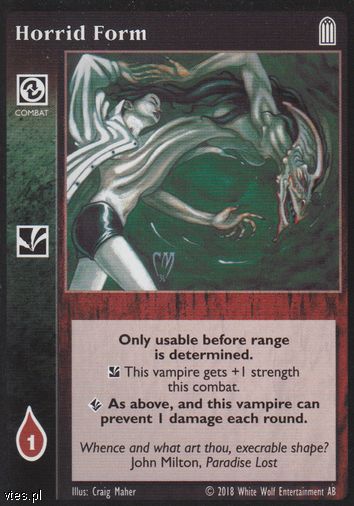 Horrid Form
COMBAT
CM
Only usable before range
is determined.
This vampire gets +1 strength
this combat.
As above, and this vampire can
prevent 1 damage each round.
Whence and what art thou, execrable shape?
John Milton, Paradise Lost
1
Illus: Craig Maher © 2018 White Wolf Entertainment AB
vtes.pl